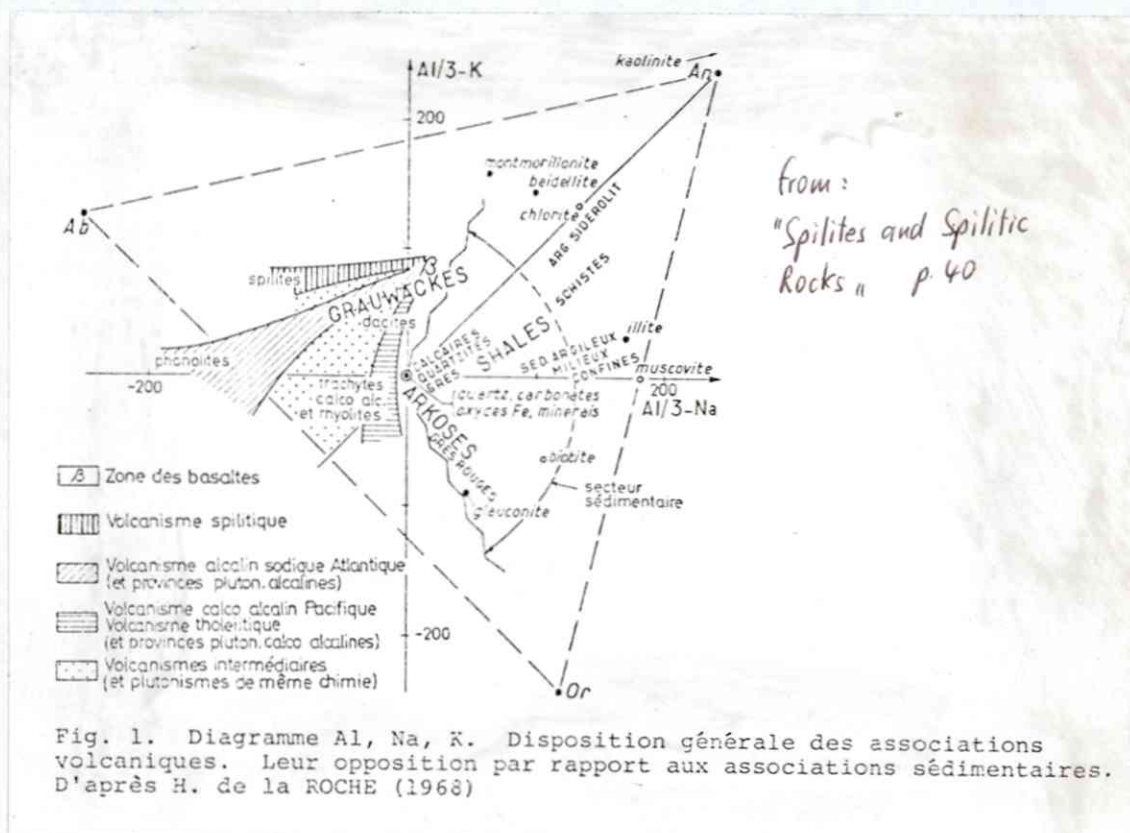 kaolinite
An
Al/3-K
200
montmorillonite
beidellite
chlorite
ARG. SIDEROLIT
SCHISTES
from:
"Spilites and Spilitic
Rocks" p. 40
Ab
β
spilites
GRAUWACKES
dacites
CALCAIRES
QUARTZITES
GRÈS
SHALES
SED. ARGILEUX
MILIEUX
CONFINES
illite
muscovite
phonolites
-200
200
Al/3-Na
trachytes
calco alc.
et rhyolites
quartz, carbonates
oxyces Fe, minerais
ARKOSES
GRÈS ROUGES
biotite
secteur
sédimentaire
glauconite
β Zone des basaltes
Volcanisme spilitique
Volcanisme alcalin sodique Atlantique
(et provinces pluton. alcalines)
Volcanisme calco alcalin Pacifique
Volcanisme tholeiitique
(et provinces pluton. calco alcalines)
Volcanismes intermédiaires
(et plutonismes de même chimie)
-200
Or
Fig. 1. Diagramme Al, Na, K. Disposition générale des associations
volcaniques. Leur opposition par rapport aux associations sédimentaires.
D'après H. de la ROCHE (1968)